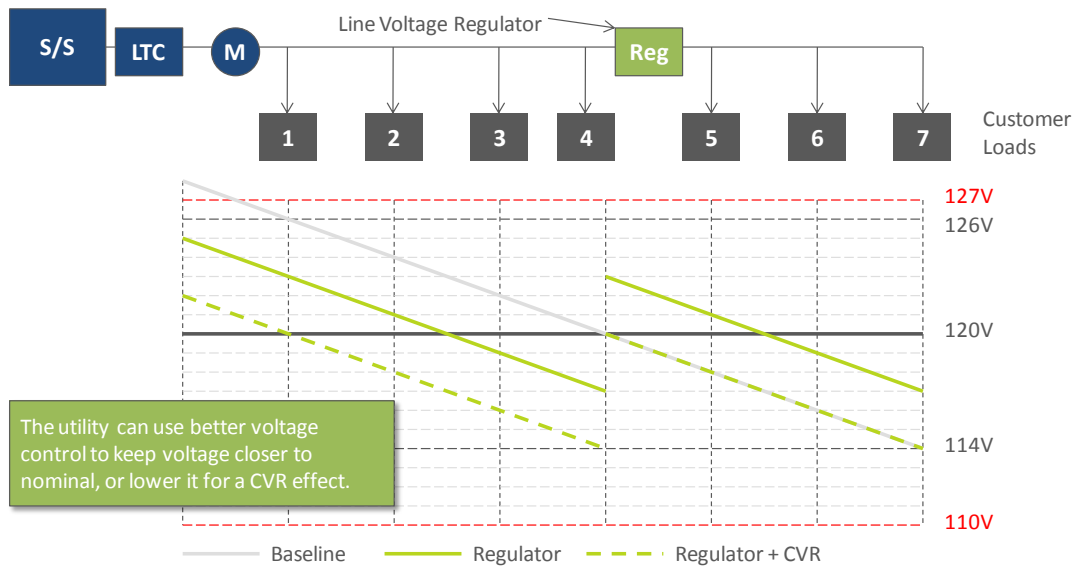 Line Voltage Regulator
S/S
LTC
M
Reg
1
2
3
4
5
6
7
Customer
Loads
127V
126V
120V
114V
110V
The utility can use better voltage
control to keep voltage closer to
nominal, or lower it for a CVR effect.
Baseline
Regulator
Regulator + CVR